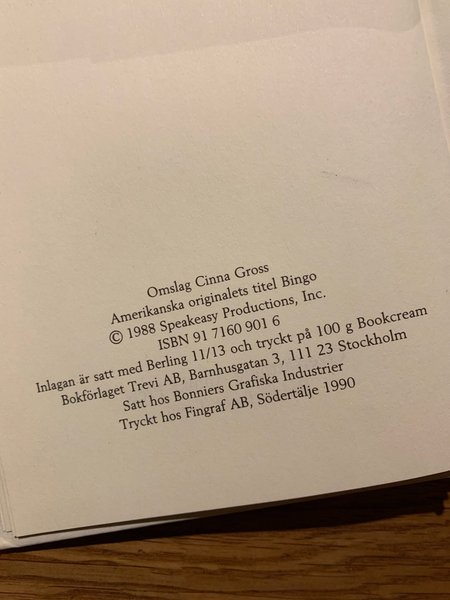 Omslag Cinna Gross
Amerikanska originalets titel Bingo
© 1988 Speakeasy Productions, Inc.
ISBN 91 7160 901 6
Inlagan är satt med Berling 11/13 och tryckt på 100 g Bookcream
Bokförlaget Trevi AB, Barnhusgatan 3, 111 23 Stockholm
Satt hos Bonniers Grafiska Industrier
Tryckt hos Fingraf AB, Södertälje 1990